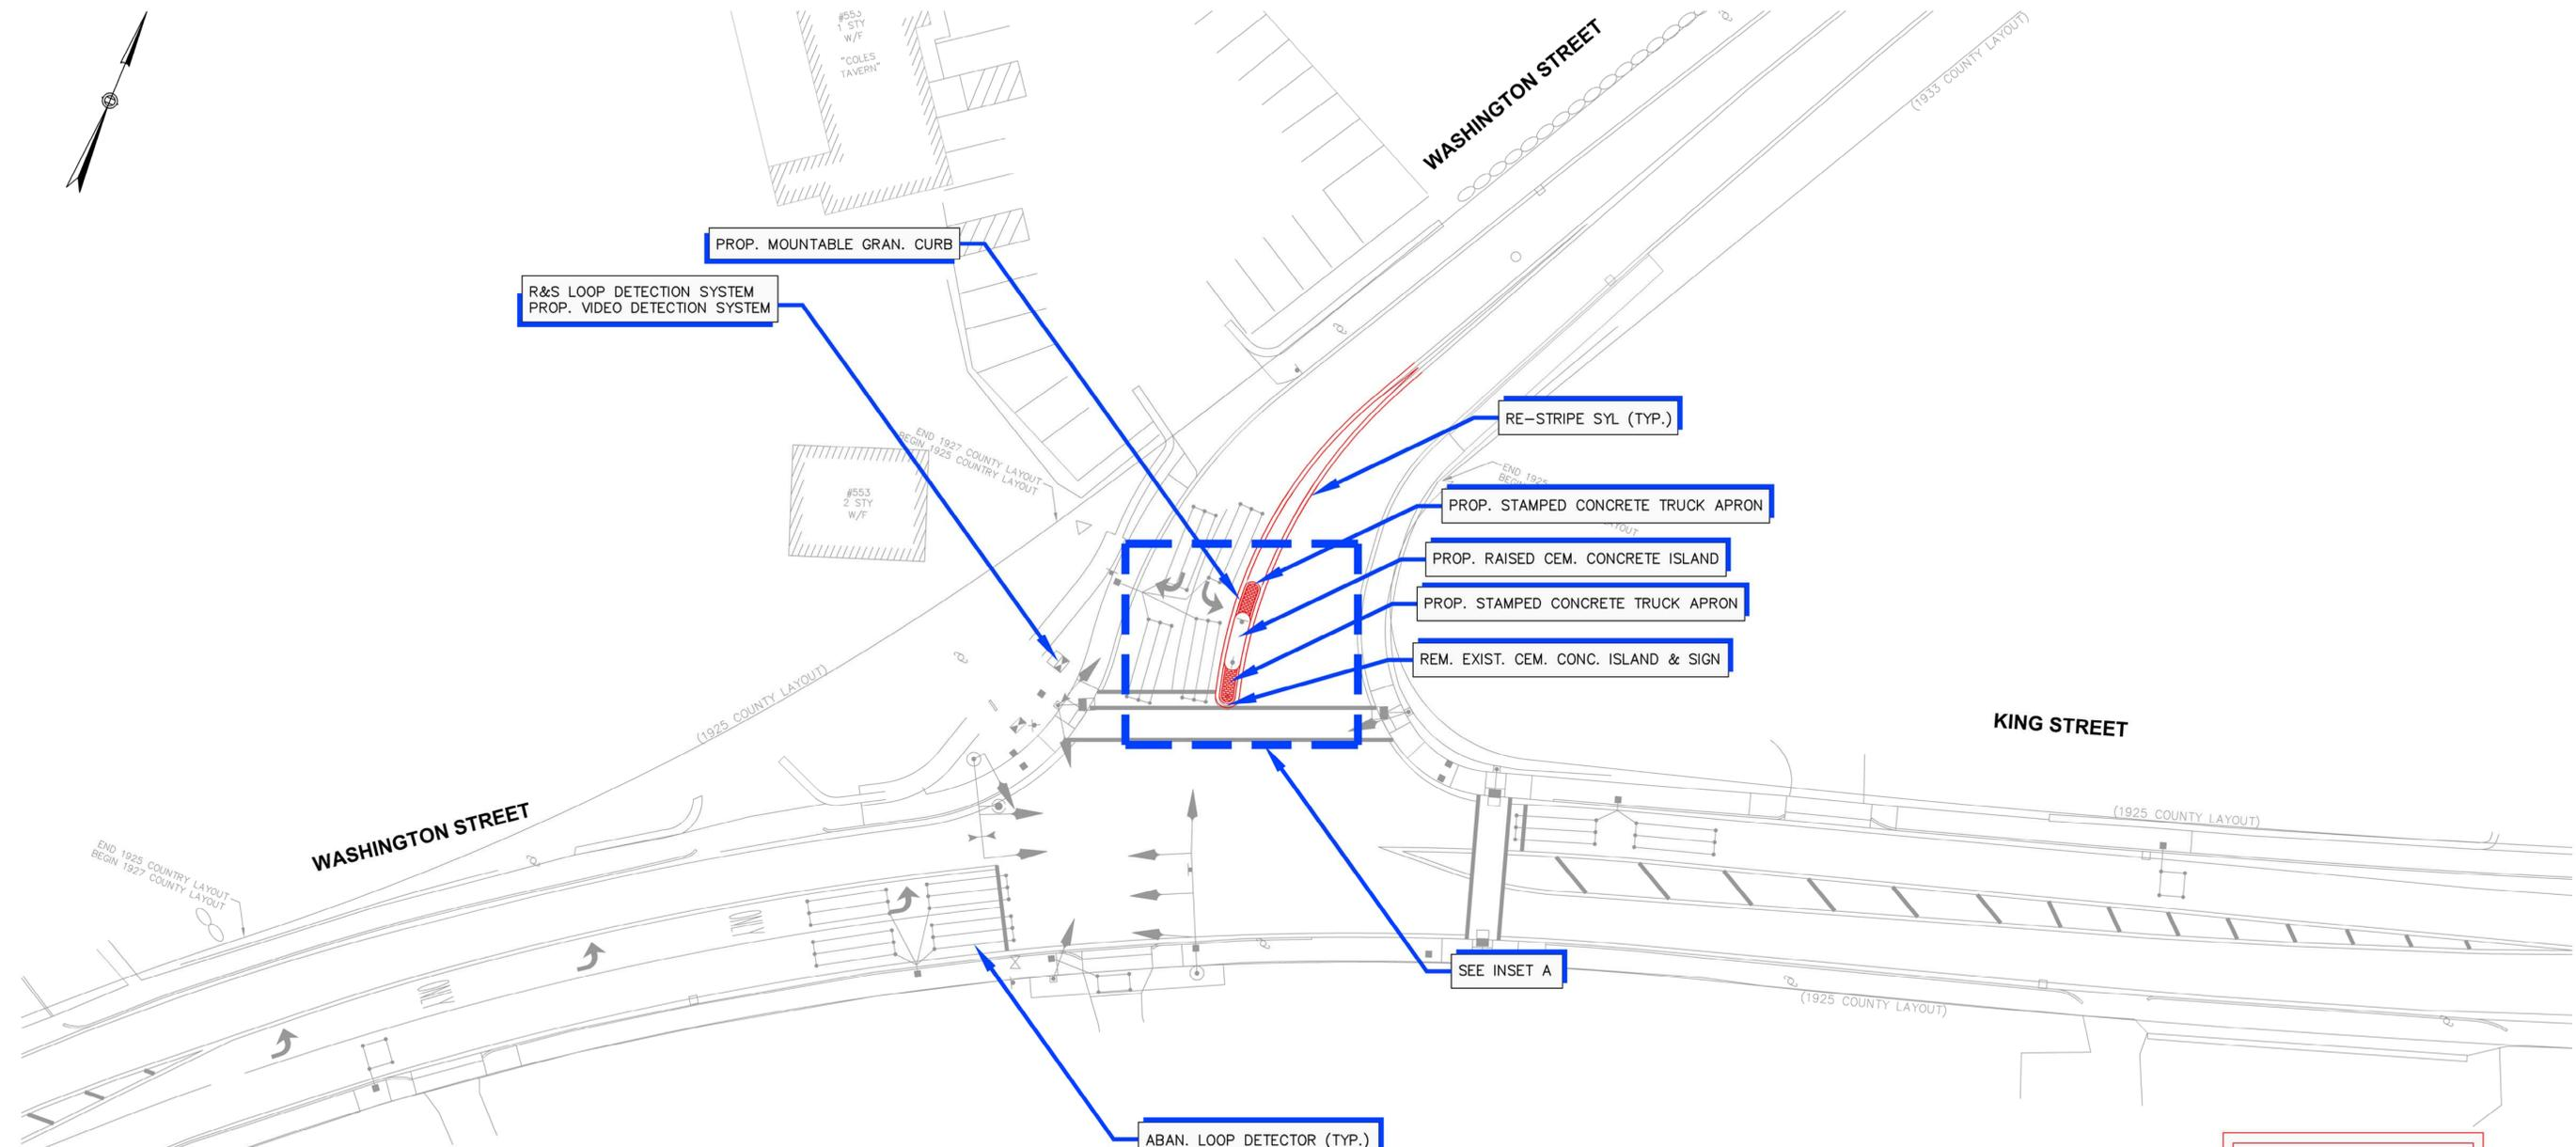 #553
1 STY
W/F
"COLES
TAVERN"
WASHINGTON STREET
(1933 COUNTY LAYOUT)
PROP. MOUNTABLE GRAN. CURB
R&S LOOP DETECTION SYSTEM
PROP. VIDEO DETECTION SYSTEM
RE-STRIPE SYL (TYP.)
END 1927 COUNTY LAYOUT
BEGIN 1925 COUNTRY LAYOUT
END 1925
#553
2 STY
W/F
PROP. STAMPED CONCRETE TRUCK APRON
PROP. RAISED CEM. CONCRETE ISLAND
PROP. STAMPED CONCRETE TRUCK APRON
REM. EXIST. CEM. CONC. ISLAND & SIGN
(1925 COUNTY LAYOUT)
KING STREET
WASHINGTON STREET
(1925 COUNTY LAYOUT)
END 1925 COUNTRY LAYOUT
BEGIN 1927 COUNTY LAYOUT
ONLY
ONLY
SEE INSET A
(1925 COUNTY LAYOUT)
ABAN. LOOP DETECTOR (TYP.)